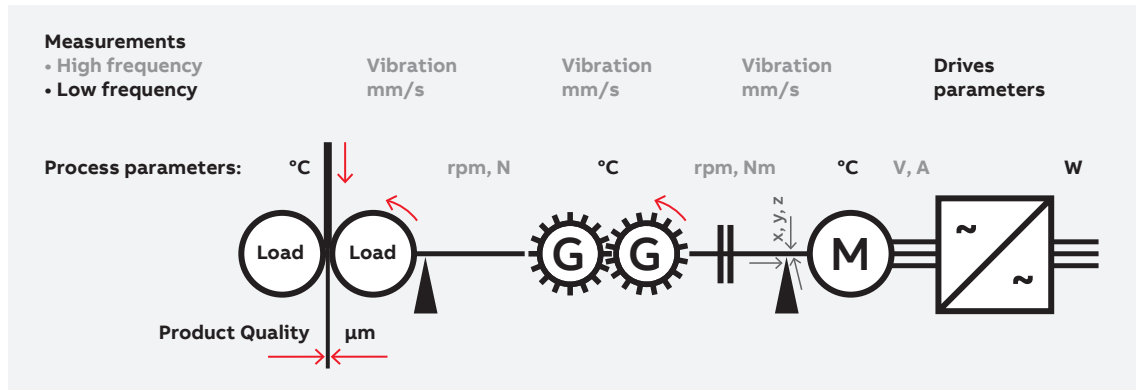 Measurements
• High frequency
• Low frequency
Vibration
mm/s
Vibration
mm/s
Vibration
mm/s
Drives
parameters
Process parameters:
°C
rpm, N
°C
rpm, Nm
°C
V, A
W
x, y, z
Load
Load
G
G
M
~
~
Product Quality
µm